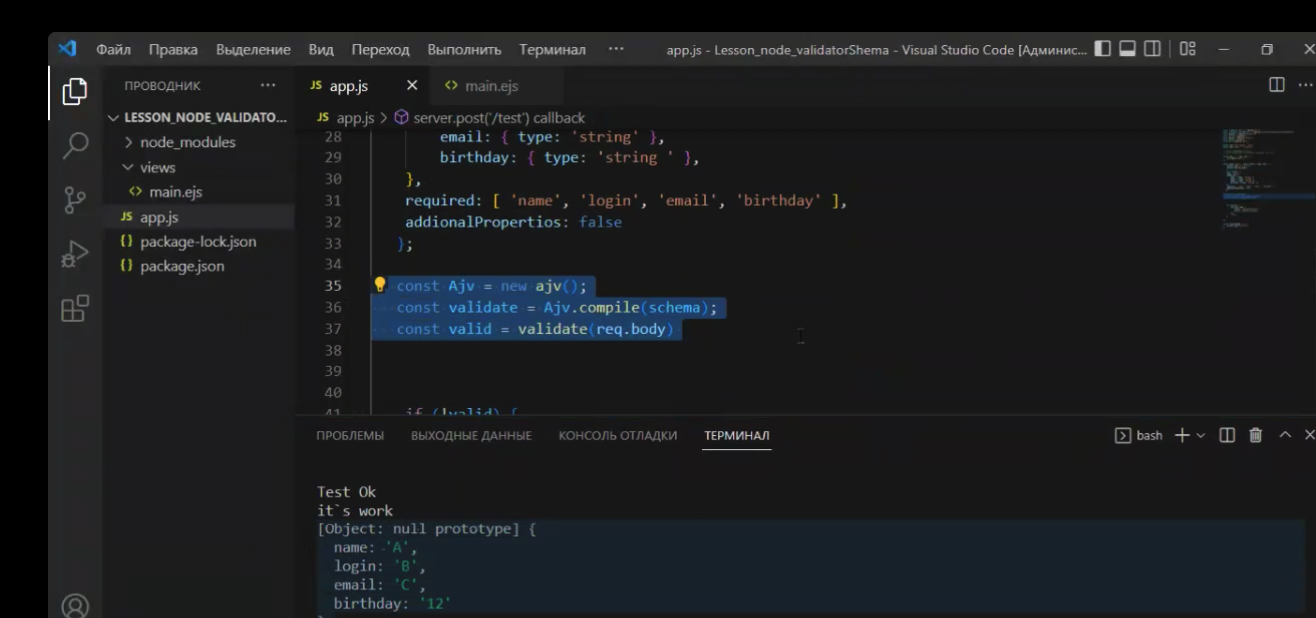 Файл Правка Выделение Вид Переход Выполнить Терминал ··· app.js - Lesson_node_validatorShema - Visual Studio Code [Админис...
ПРОВОДНИК ···
JS app.js
<> main.ejs
LESSON_NODE_VALIDATO...
node_modules
views
<> main.ejs
JS app.js
{} package-lock.json
{} package.json
JS app.js > server.post('/test') callback
28 email: { type: 'string' },
29 birthday: { type: 'string ' },
30 },
31 required: [ 'name', 'login', 'email', 'birthday' ],
32 addionalPropertios: false
33 };
34
35 const Ajv = new ajv();
36 const validate = Ajv.compile(schema);
37 const valid = validate(req.body)
38
39
40
41 if (!valid) {
ПРОБЛЕМЫ ВЫХОДНЫЕ ДАННЫЕ КОНСОЛЬ ОТЛАДКИ ТЕРМИНАЛ
bash
Test Ok
it`s work
[Object: null prototype] {
name: 'A',
login: 'B',
email: 'C',
birthday: '12'